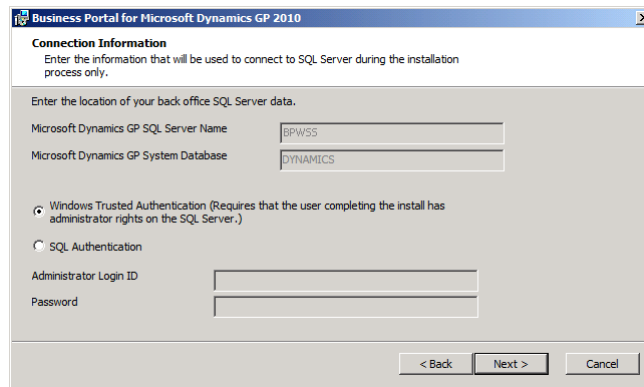 Business Portal for Microsoft Dynamics GP 2010
Connection Information
Enter the information that will be used to connect to SQL Server during the installation
process only.
Enter the location of your back office SQL Server data.
Microsoft Dynamics GP SQL Server Name
BPWSS
Microsoft Dynamics GP System Database
DYNAMICS
Windows Trusted Authentication (Requires that the user completing the install has
administrator rights on the SQL Server.)
SQL Authentication
Administrator Login ID
Password
< Back
Next >
Cancel